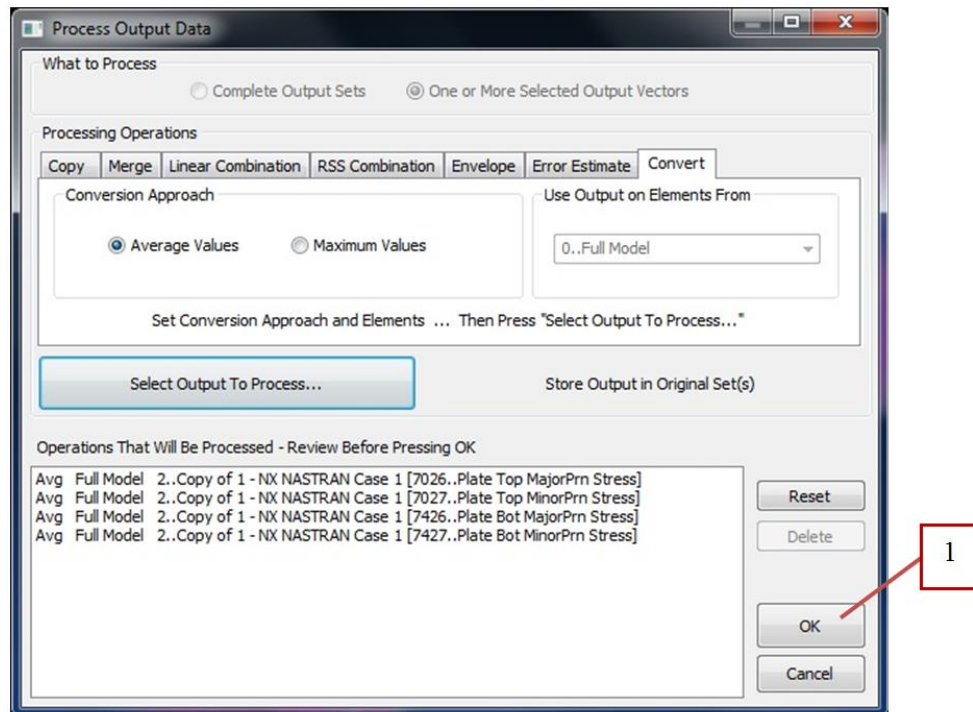 Process Output Data
What to Process
Complete Output Sets One or More Selected Output Vectors
Processing Operations
Copy Merge Linear Combination RSS Combination Envelope Error Estimate Convert
Conversion Approach Use Output on Elements From
Average Values Maximum Values 0..Full Model
Set Conversion Approach and Elements ... Then Press "Select Output To Process..."
Select Output To Process... Store Output in Original Set(s)
Operations That Will Be Processed - Review Before Pressing OK
Avg Full Model 2..Copy of 1 - NX NASTRAN Case 1 [7026..Plate Top MajorPrn Stress]
Avg Full Model 2..Copy of 1 - NX NASTRAN Case 1 [7027..Plate Top MinorPrn Stress]
Avg Full Model 2..Copy of 1 - NX NASTRAN Case 1 [7426..Plate Bot MajorPrn Stress]
Avg Full Model 2..Copy of 1 - NX NASTRAN Case 1 [7427..Plate Bot MinorPrn Stress]
Reset
Delete
1
OK
Cancel